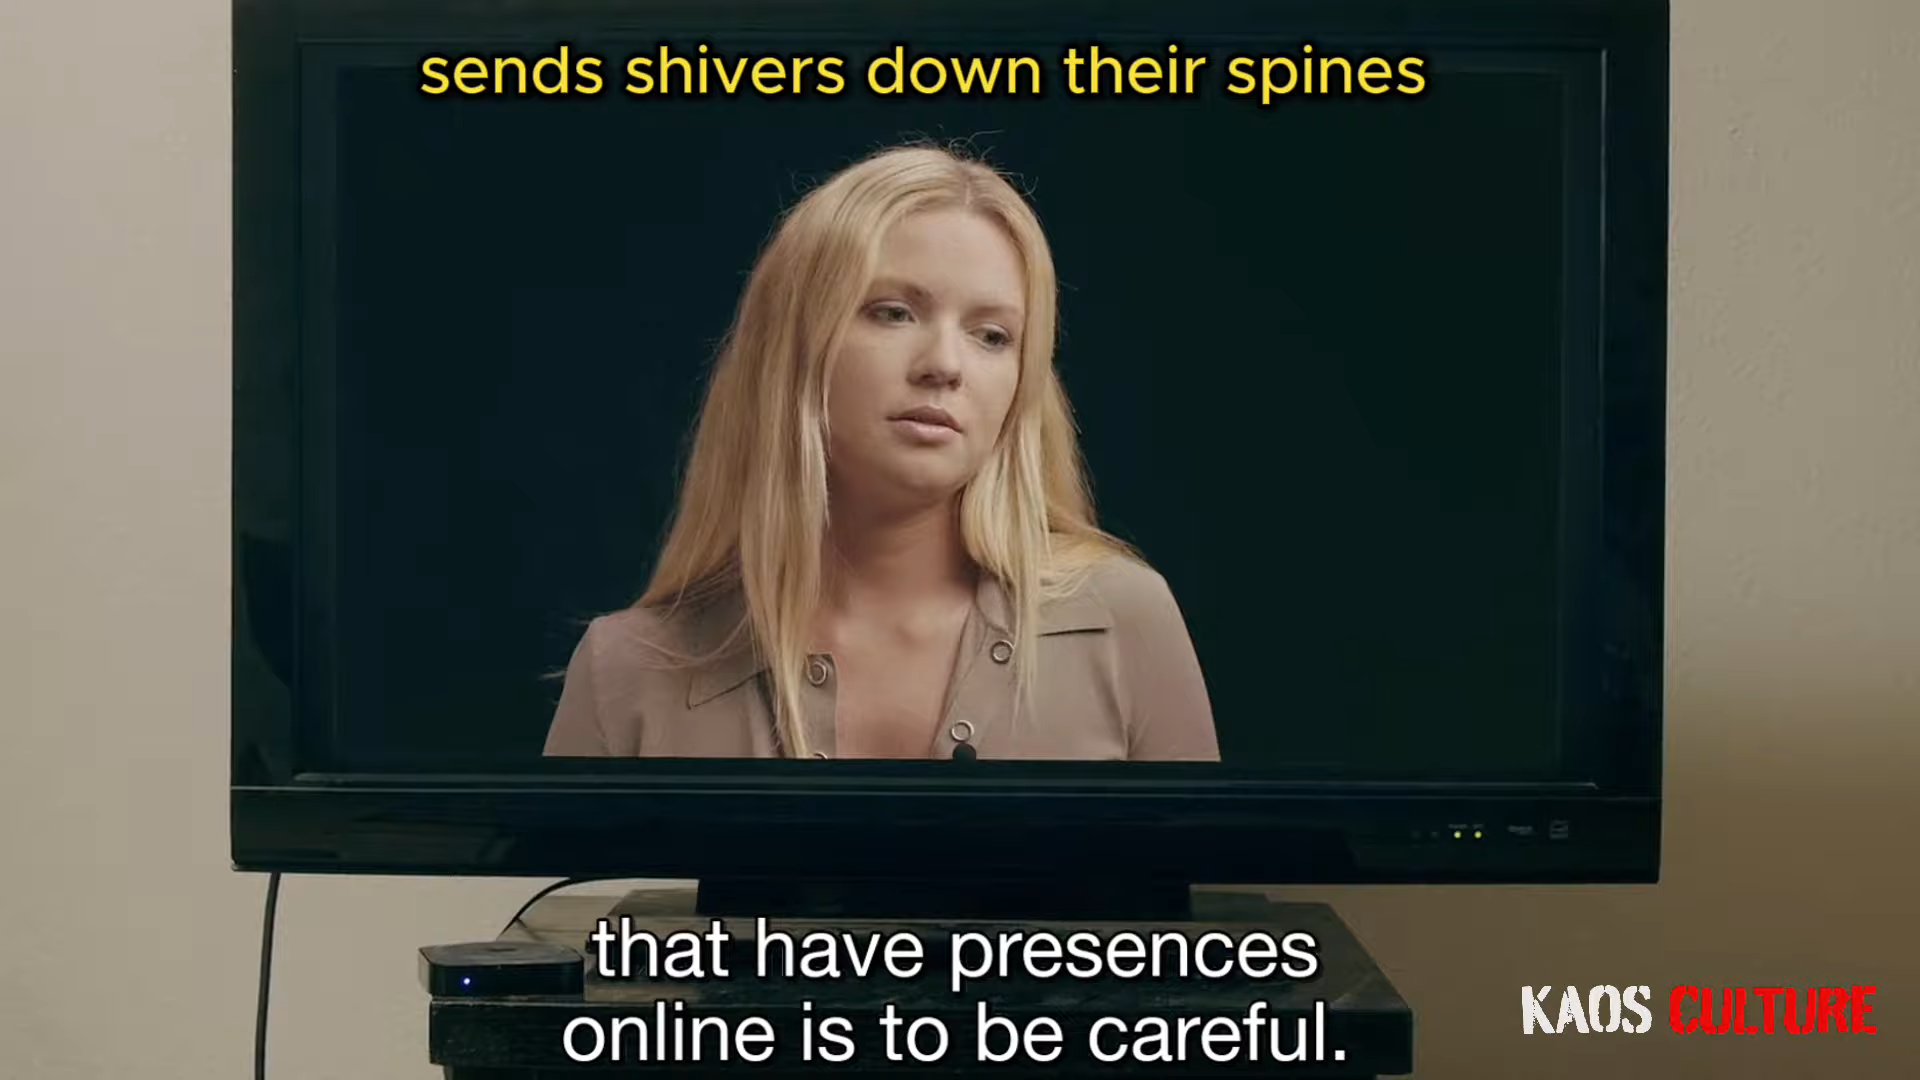 sends shivers down their spines
that have presences
online is to be careful.
KAOS CULTURE